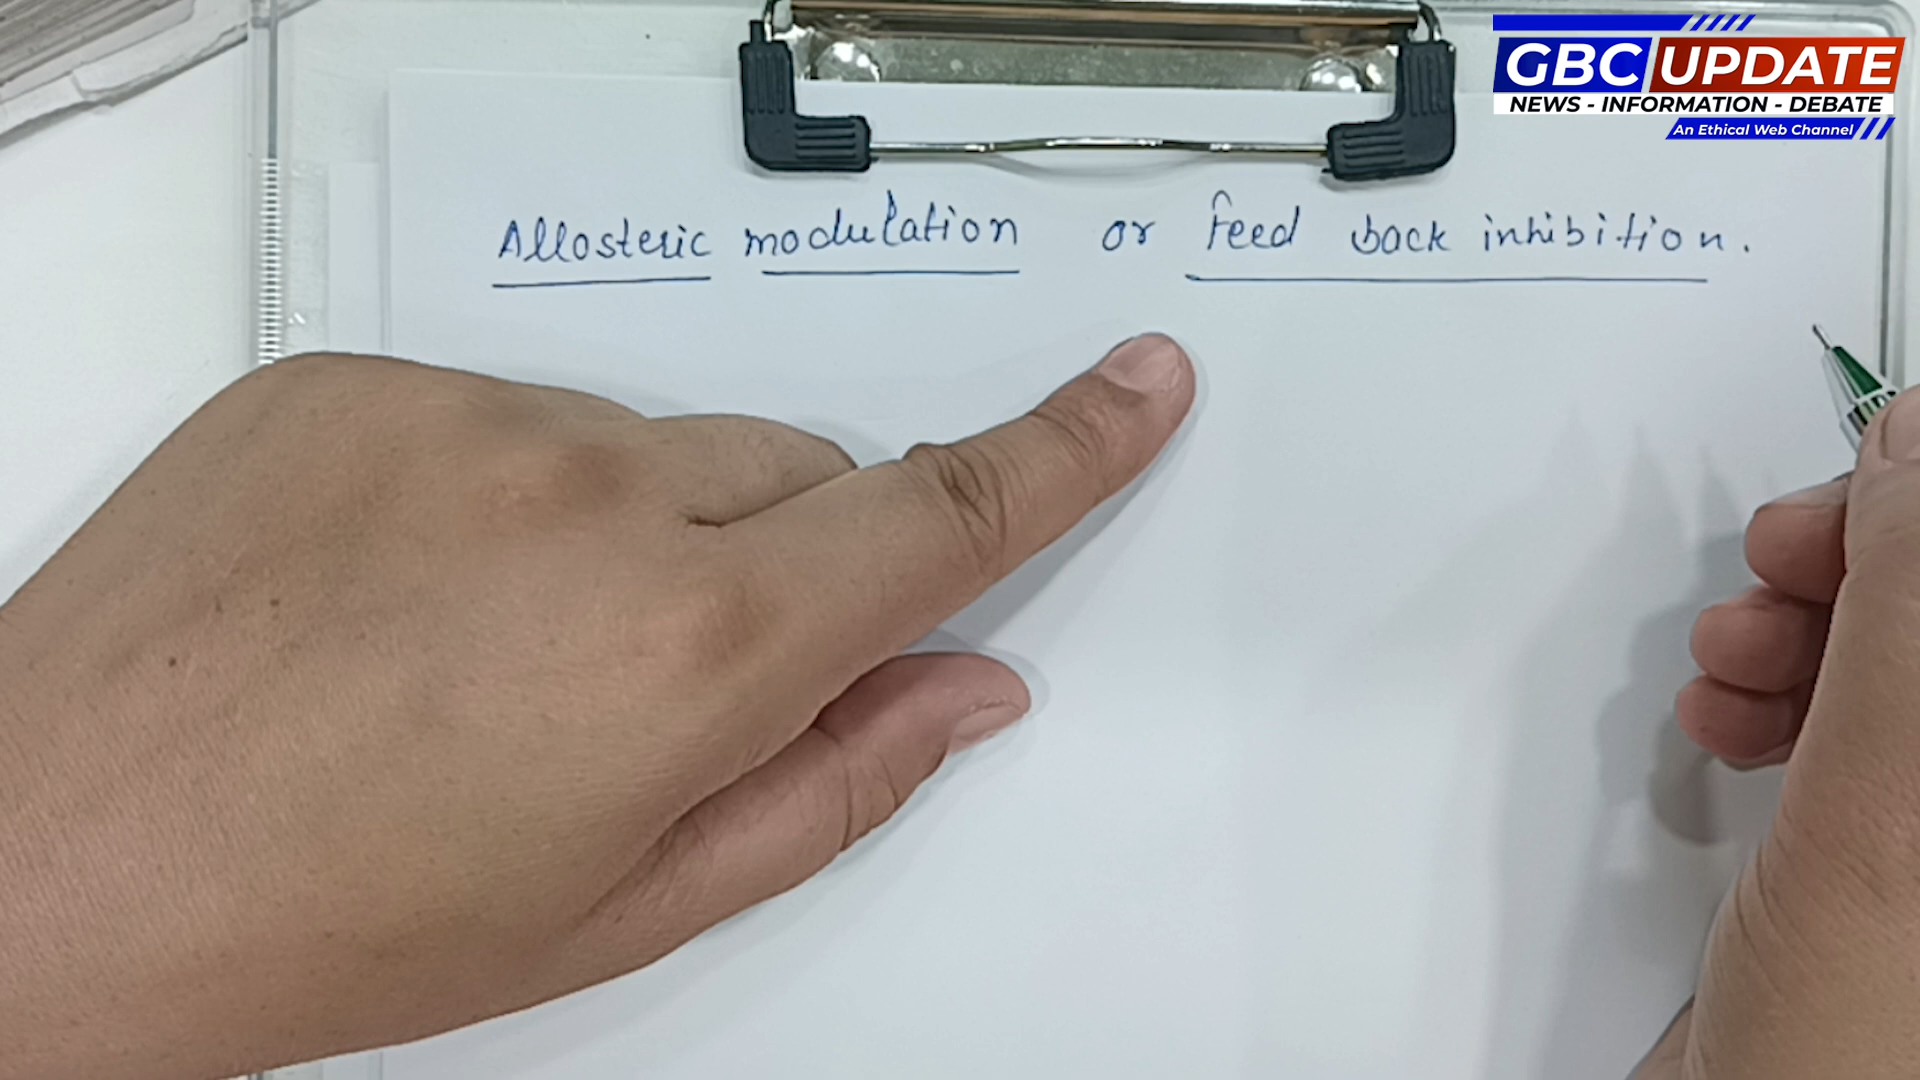 GBC UPDATE
NEWS - INFORMATION - DEBATE
An Ethical Web Channel
Allosteric modulation or Feed back inhibition.